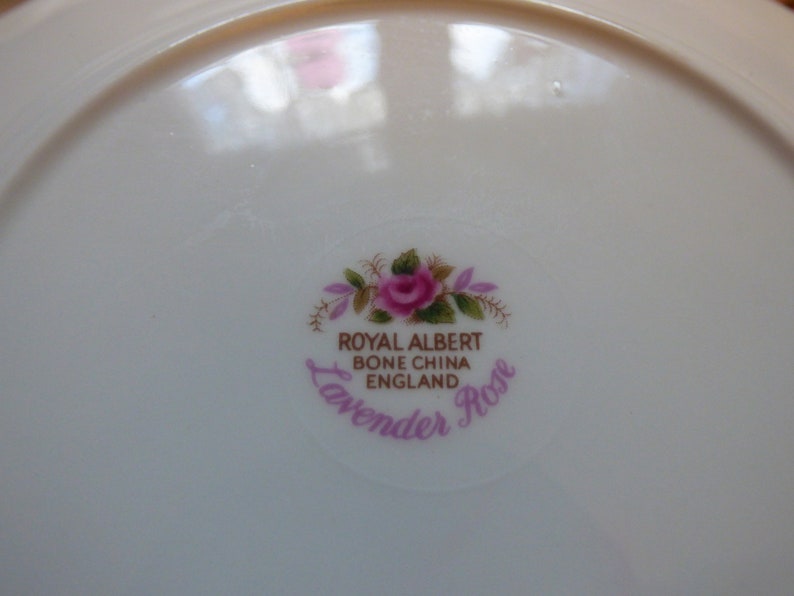 ROYAL ALBERT
BONE CHINA
ENGLAND
Lavender Rose